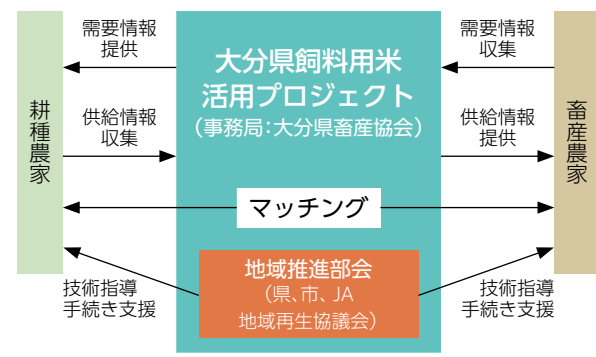 需要情報
提供
大分県飼料用米
活用プロジェクト
(事務局:大分県畜産協会)
需要情報
収集
耕種農家
供給情報
収集
供給情報
提供
畜産農家
マッチング
地域推進部会
(県、市、JA
地域再生協議会)
技術指導
手続き支援
技術指導
手続き支援